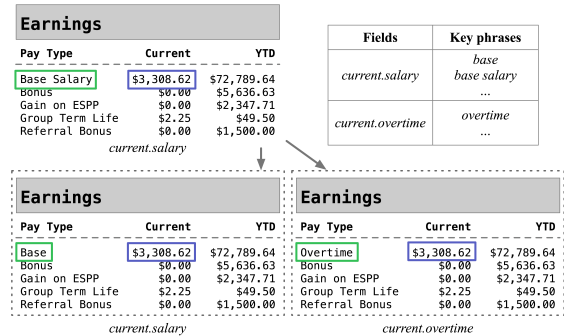 Earnings
Pay Type Current YTD
Base Salary $3,308.62 $72,789.64
Bonus $0.00 $5,636.63
Gain on ESPP $0.00 $2,347.71
Group Term Life $2.25 $49.50
Referral Bonus $0.00 $1,500.00
current.salary
Fields Key phrases
current.salary base
base salary
...
current.overtime overtime
...
Earnings
Pay Type Current YTD
Base $3,308.62 $72,789.64
Bonus $0.00 $5,636.63
Gain on ESPP $0.00 $2,347.71
Group Term Life $2.25 $49.50
Referral Bonus $0.00 $1,500.00
current.salary
Earnings
Pay Type Current YTD
Overtime $3,308.62 $72,789.64
Bonus $0.00 $5,636.63
Gain on ESPP $0.00 $2,347.71
Group Term Life $2.25 $49.50
Referral Bonus $0.00 $1,500.00
current.overtime